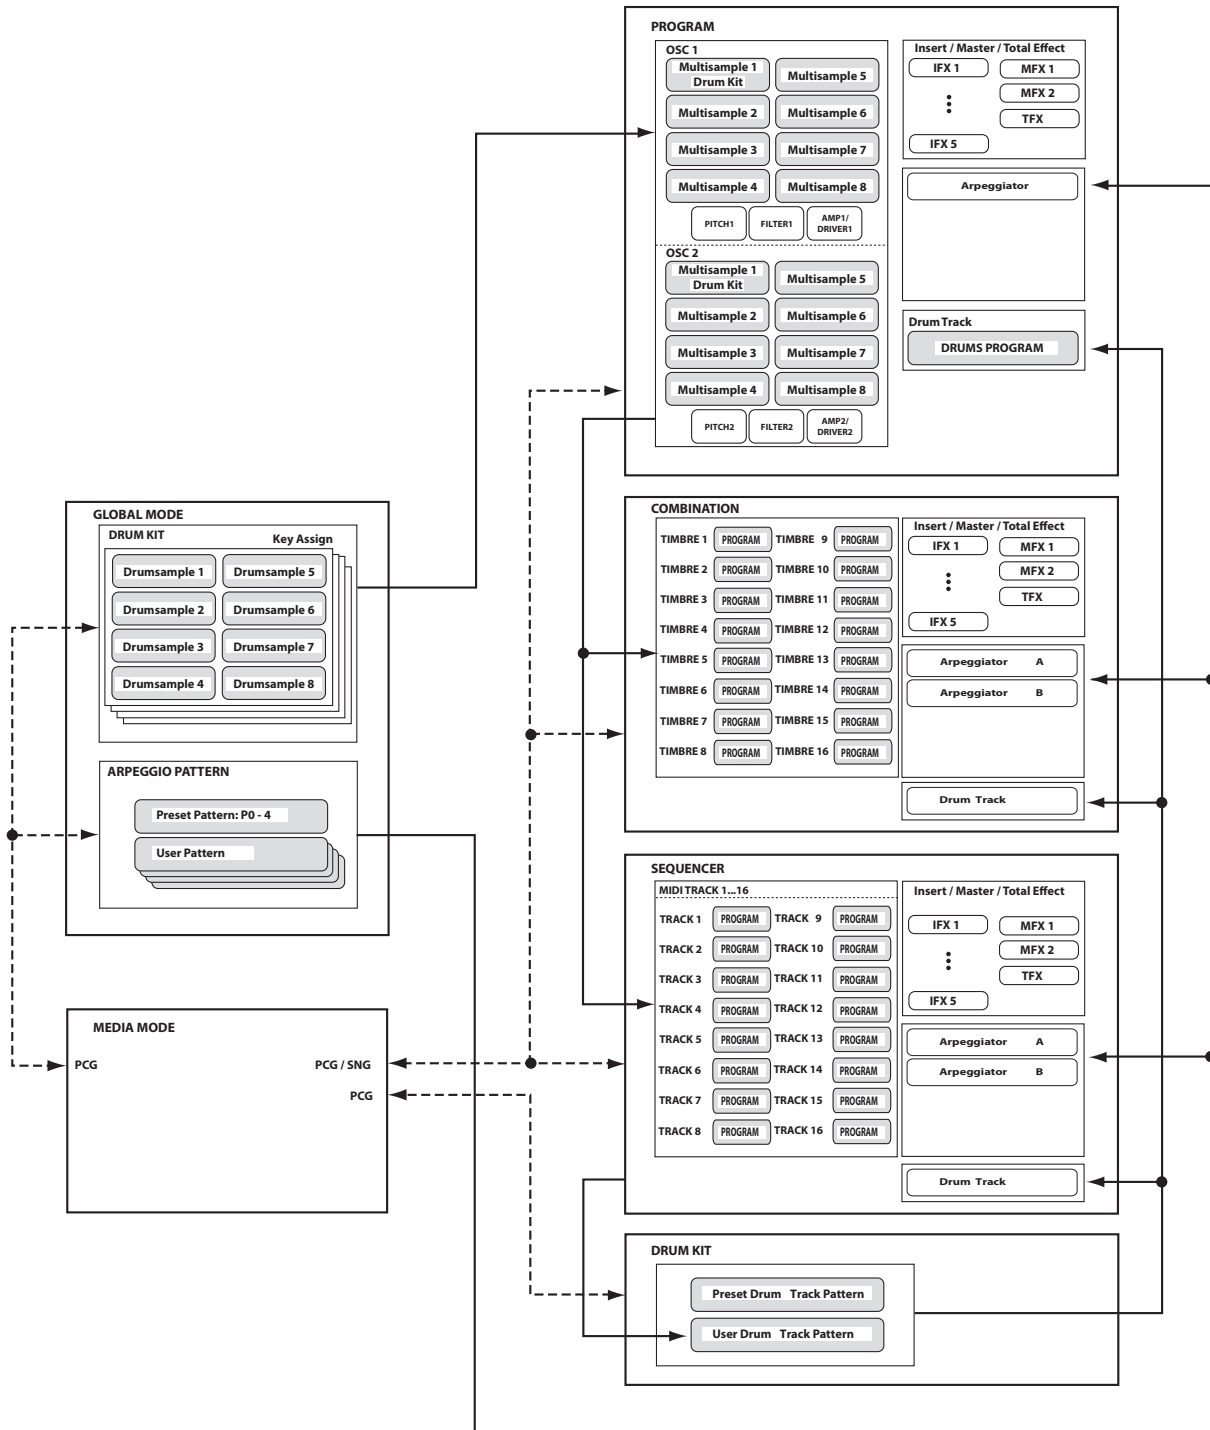 PROGRAM
OSC 1
Multisample 1
Drum Kit
Multisample 5
Multisample 2
Multisample 6
Multisample 3
Multisample 7
Multisample 4
Multisample 8
PITCH1
FILTER1
AMP1/
DRIVER1
OSC 2
Multisample 1
Drum Kit
Multisample 5
Multisample 2
Multisample 6
Multisample 3
Multisample 7
Multisample 4
Multisample 8
PITCH2
FILTER2
AMP2/
DRIVER2
Insert / Master / Total Effect
IFX 1
MFX 1
MFX 2
TFX
IFX 5
Arpeggiator
Drum Track
DRUMS PROGRAM
GLOBAL MODE
DRUM KIT
Key Assign
Drumsample 1
Drumsample 5
Drumsample 2
Drumsample 6
Drumsample 3
Drumsample 7
Drumsample 4
Drumsample 8
ARPEGGIO PATTERN
Preset Pattern: P0 - 4
User Pattern
MEDIA MODE
PCG
PCG / SNG
PCG
COMBINATION
TIMBRE 1 PROGRAM TIMBRE 9 PROGRAM
TIMBRE 2 PROGRAM TIMBRE 10 PROGRAM
TIMBRE 3 PROGRAM TIMBRE 11 PROGRAM
TIMBRE 4 PROGRAM TIMBRE 12 PROGRAM
TIMBRE 5 PROGRAM TIMBRE 13 PROGRAM
TIMBRE 6 PROGRAM TIMBRE 14 PROGRAM
TIMBRE 7 PROGRAM TIMBRE 15 PROGRAM
TIMBRE 8 PROGRAM TIMBRE 16 PROGRAM
Insert / Master / Total Effect
IFX 1
MFX 1
MFX 2
TFX
IFX 5
Arpeggiator A
Arpeggiator B
Drum Track
SEQUENCER
MIDI TRACK 1...16
TRACK 1 PROGRAM TRACK 9 PROGRAM
TRACK 2 PROGRAM TRACK 10 PROGRAM
TRACK 3 PROGRAM TRACK 11 PROGRAM
TRACK 4 PROGRAM TRACK 12 PROGRAM
TRACK 5 PROGRAM TRACK 13 PROGRAM
TRACK 6 PROGRAM TRACK 14 PROGRAM
TRACK 7 PROGRAM TRACK 15 PROGRAM
TRACK 8 PROGRAM TRACK 16 PROGRAM
Insert / Master / Total Effect
IFX 1
MFX 1
MFX 2
TFX
IFX 5
Arpeggiator A
Arpeggiator B
Drum Track
DRUM KIT
Preset Drum Track Pattern
User Drum Track Pattern